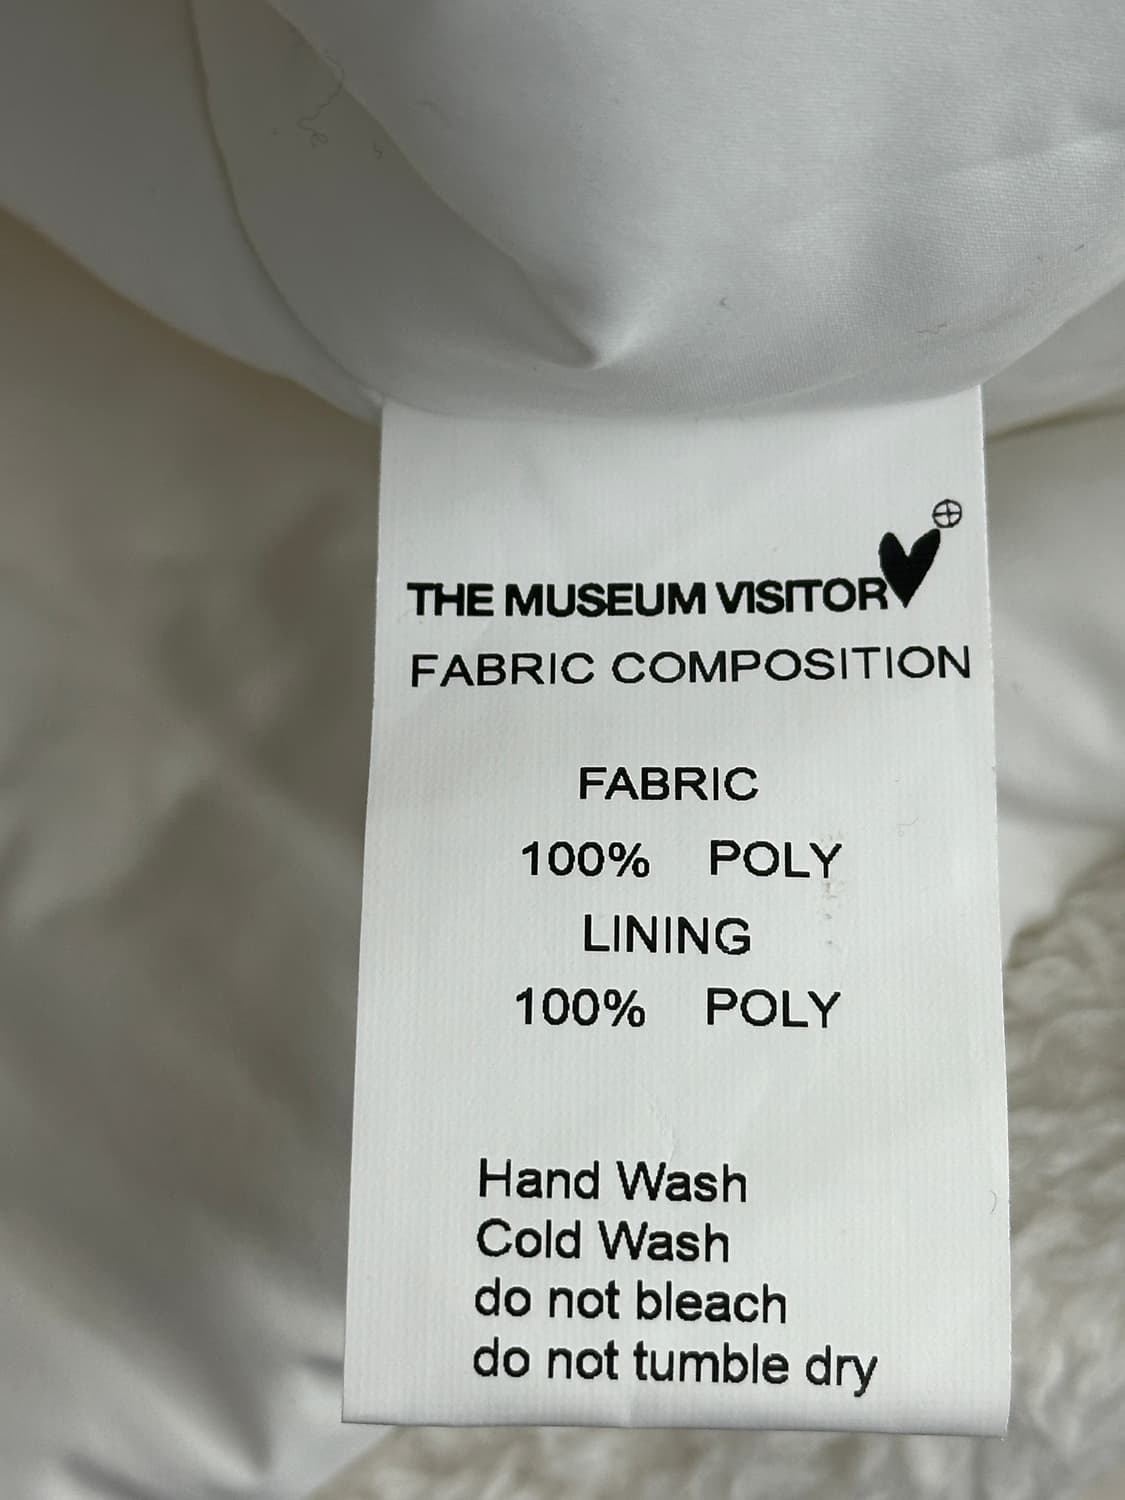 THE MUSEUM VISITOR
FABRIC COMPOSITION
FABRIC
100% POLY
LINING
100% POLY
Hand Wash
Cold Wash
do not bleach
do not tumble dry